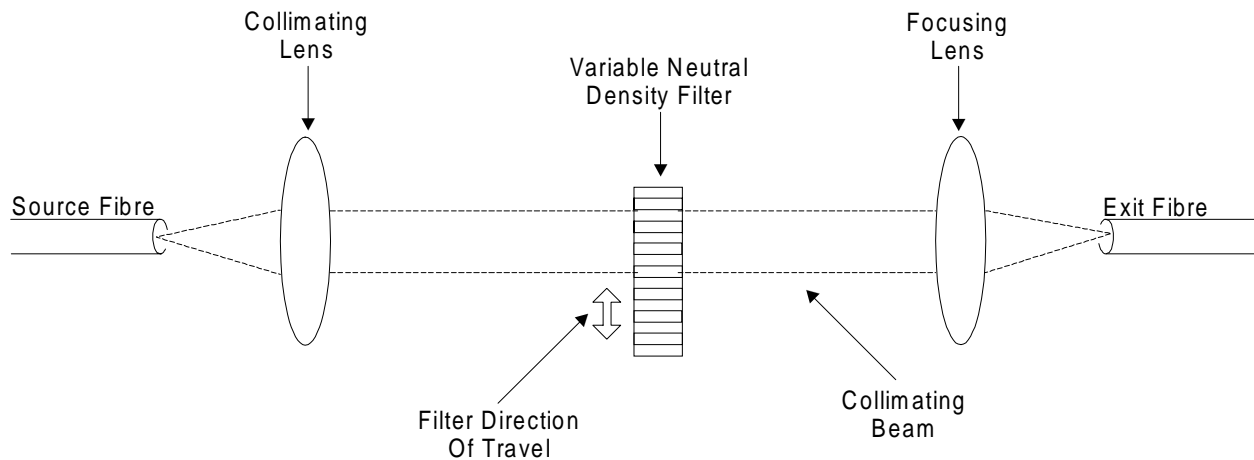 Collimating
Lens
Focusing
Lens
Variable Neutral
Density Filter
Source Fibre
Exit Fibre
Filter Direction
Of Travel
Collimating
Beam